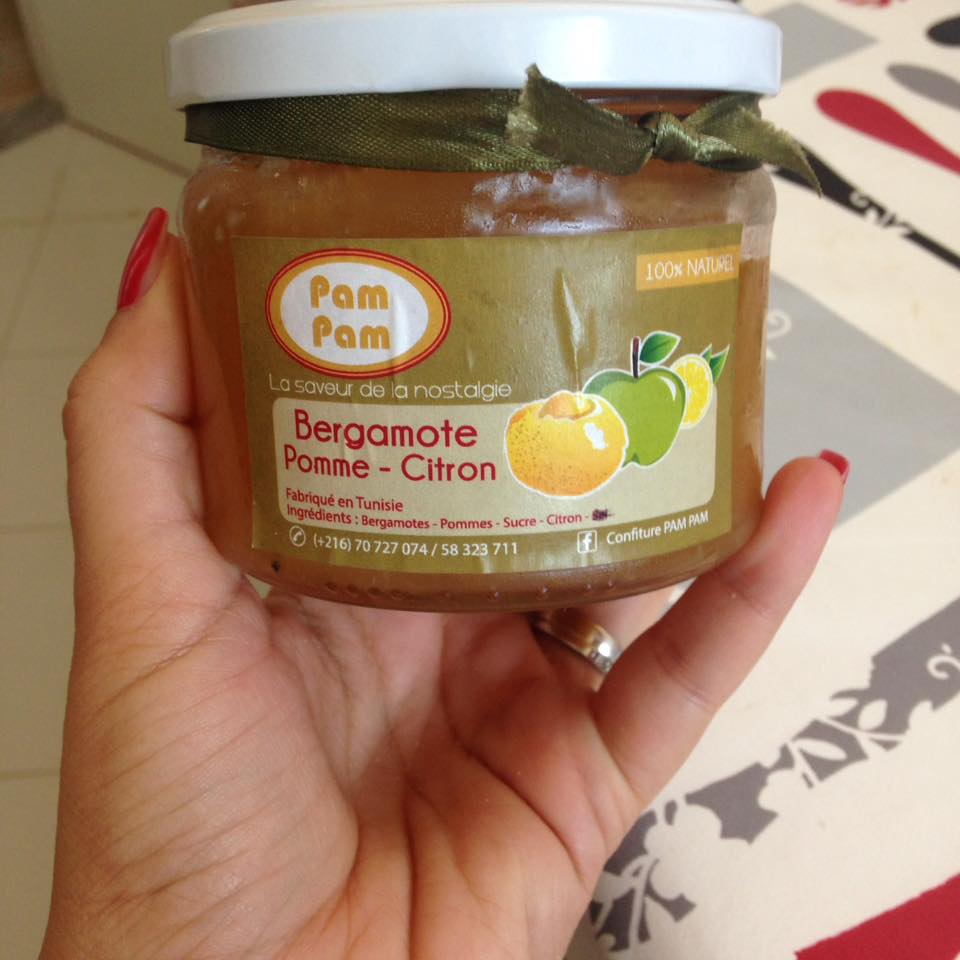 Pam
Pam
100% NATUREL
La saveur de la nostalgie
Bergamote
Pomme - Citron
Fabriqué en Tunisie
Ingrédients : Bergamotes - Pommes - Sucre - Citron -
(+216) 70 727 074 / 58 323 711
Confiture PAM PAM